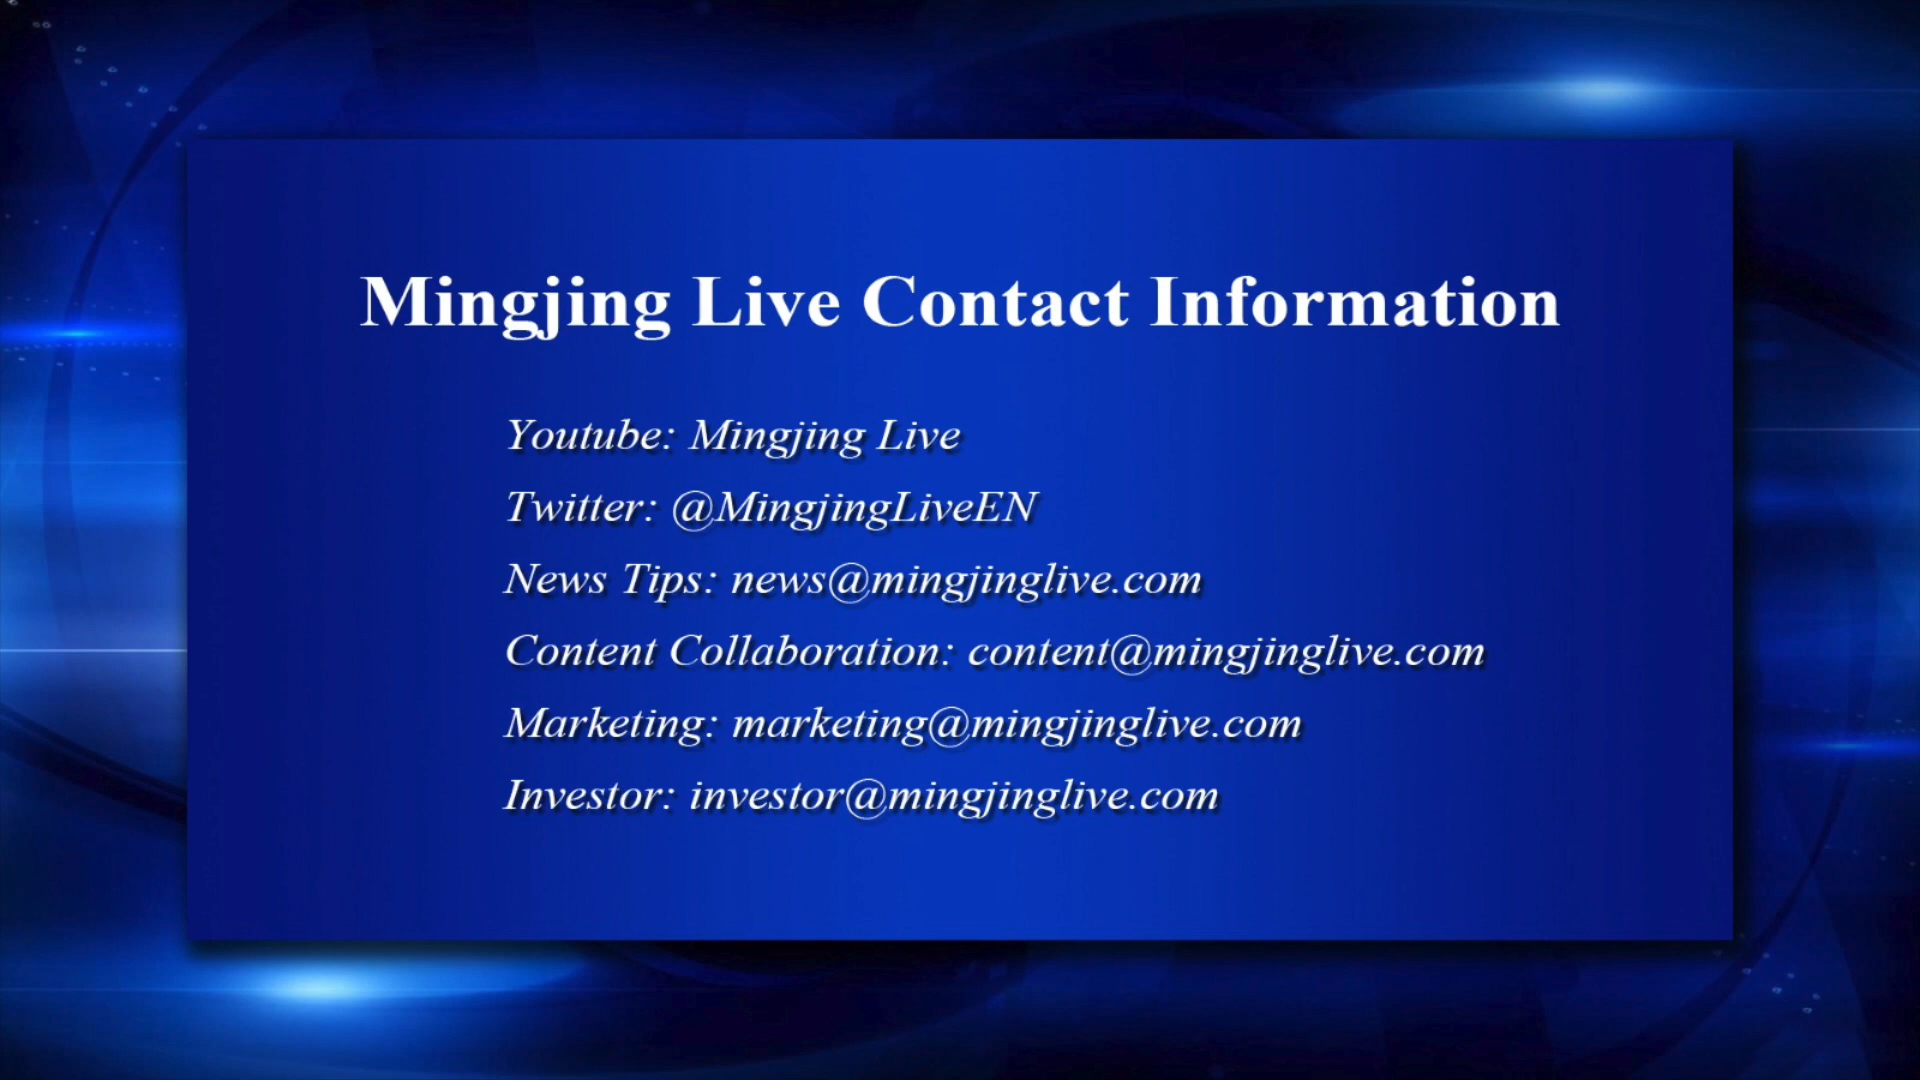 Mingjing Live Contact Information
Youtube: Mingjing Live
Twitter: @MingjingLiveEN
News Tips: news@mingjinglive.com
Content Collaboration: content@mingjinglive.com
Marketing: marketing@mingjinglive.com
Investor: investor@mingjinglive.com